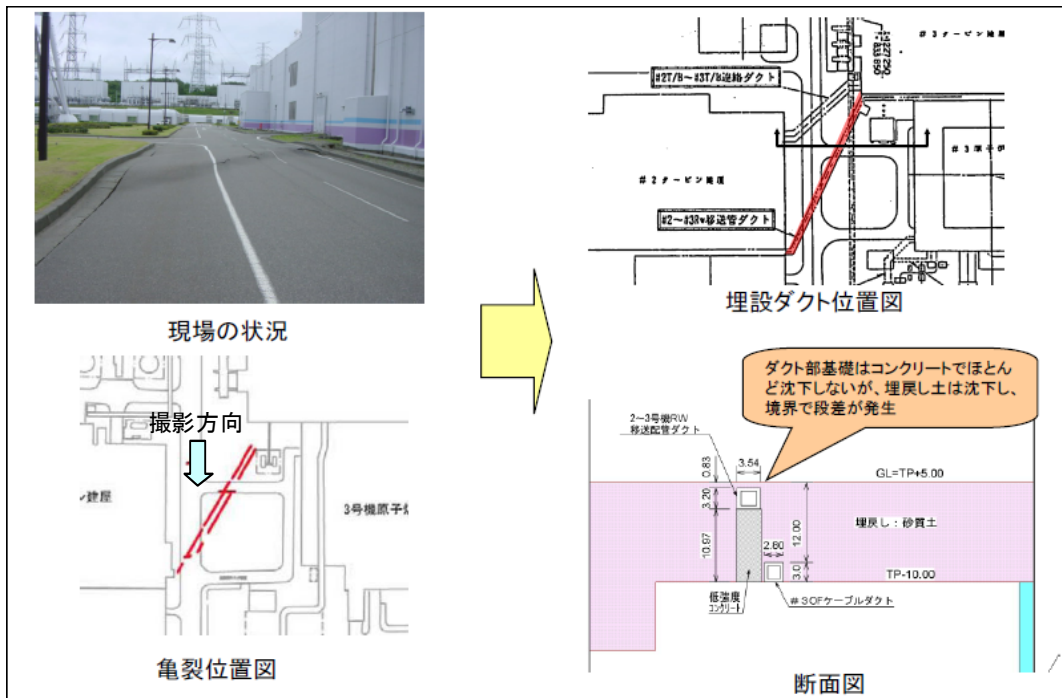 現場の状況
撮影方向
ン建屋
3号機原子炉
亀裂位置図
#3タービン建屋
#2T/B~#3T/B連絡ダクト
#3原子炉
#2タービン建屋
#2~#3Rw移送管ダクト
埋設ダクト位置図
ダクト部基礎はコンクリートでほとん
ど沈下しないが、埋戻し土は沈下し、
境界で段差が発生
2~3号機RW
移送配管ダクト
0.83
3.54
GL=TP+5.00
3.20
埋戻し:砂質土
12.00
10.97
2.60
3.0
TP-10.00
低強度
コンクリート
#3OFケーブルダクト
断面図